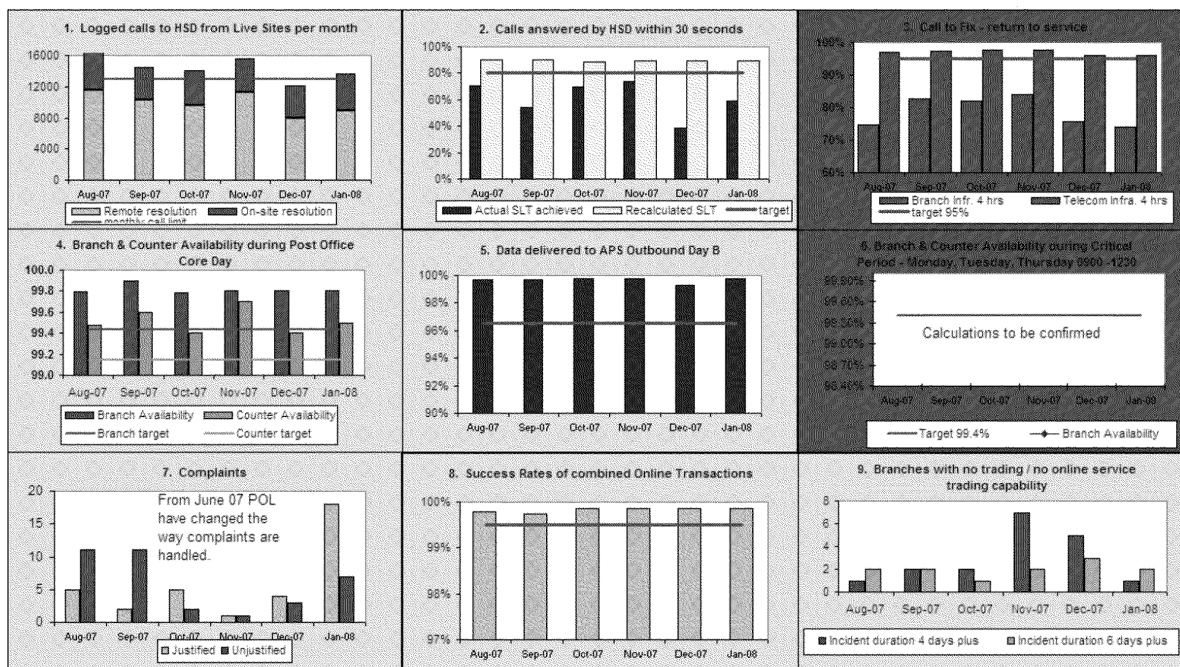 1. Logged calls to HSD from Live Sites per month
16000
12000
8000
4000
0
Aug-07 Sep-07 Oct-07 Nov-07 Dec-07 Jan-08
Remote resolution On-site resolution
monthly call limit
2. Calls answered by HSD within 30 seconds
100%
80%
60%
40%
20%
0%
Aug-07 Sep-07 Oct-07 Nov-07 Dec-07 Jan-08
Actual SLT achieved Recalculated SLT target
3. Call to Fix - return to service
100%
90%
80%
70%
60%
Aug-07 Sep-07 Oct-07 Nov-07 Dec-07 Jan-08
Branch Infr. 4 hrs Telecom Infra. 4 hrs
target 95%
4. Branch & Counter Availability during Post Office
Core Day
100.0
99.8
99.6
99.4
99.2
99.0
Aug-07 Sep-07 Oct-07 Nov-07 Dec-07 Jan-08
Branch Availability Counter Availability
Branch target Counter target
5. Data delivered to APS Outbound Day B
100%
98%
96%
94%
92%
90%
Aug-07 Sep-07 Oct-07 Nov-07 Dec-07 Jan-08
6. Branch & Counter Availability during Critical
Period - Monday, Tuesday, Thursday 0900 -1230
99.60%
99.30%
99.00%
98.70%
98.40%
Calculations to be confirmed
Aug-07 Sep-07 Oct-07 Nov-07 Dec-07 Jan-08
Target 99.4% Branch Availability
7. Complaints
20
15
10
5
0
From June 07 POL
have changed the
way complaints are
handled.
Aug-07 Sep-07 Oct-07 Nov-07 Dec-07 Jan-08
Justified Unjustified
8. Success Rates of combined Online Transactions
100%
99%
98%
97%
Aug-07 Sep-07 Oct-07 Nov-07 Dec-07 Jan-08
9. Branches with no trading / no online service
trading capability
8
6
4
2
0
Aug-07 Sep-07 Oct-07 Nov-07 Dec-07 Jan-08
Incident duration 4 days plus Incident duration 6 days plus